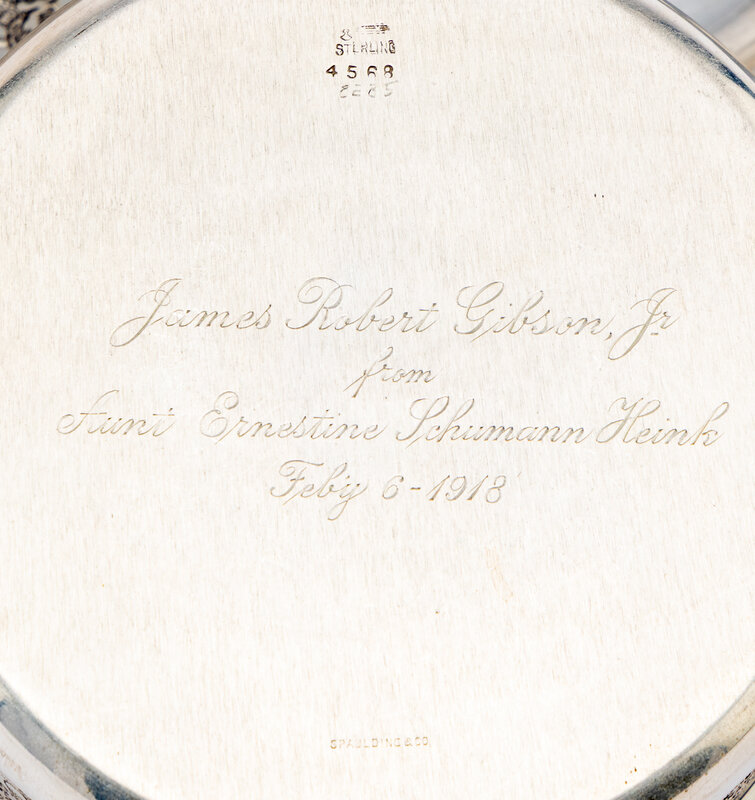 STERLING
4568
James Robert Gibson, Jr
from
Aunt Ernestine Schumann Heink
Feby 6-1918
SPAULDING & CO.